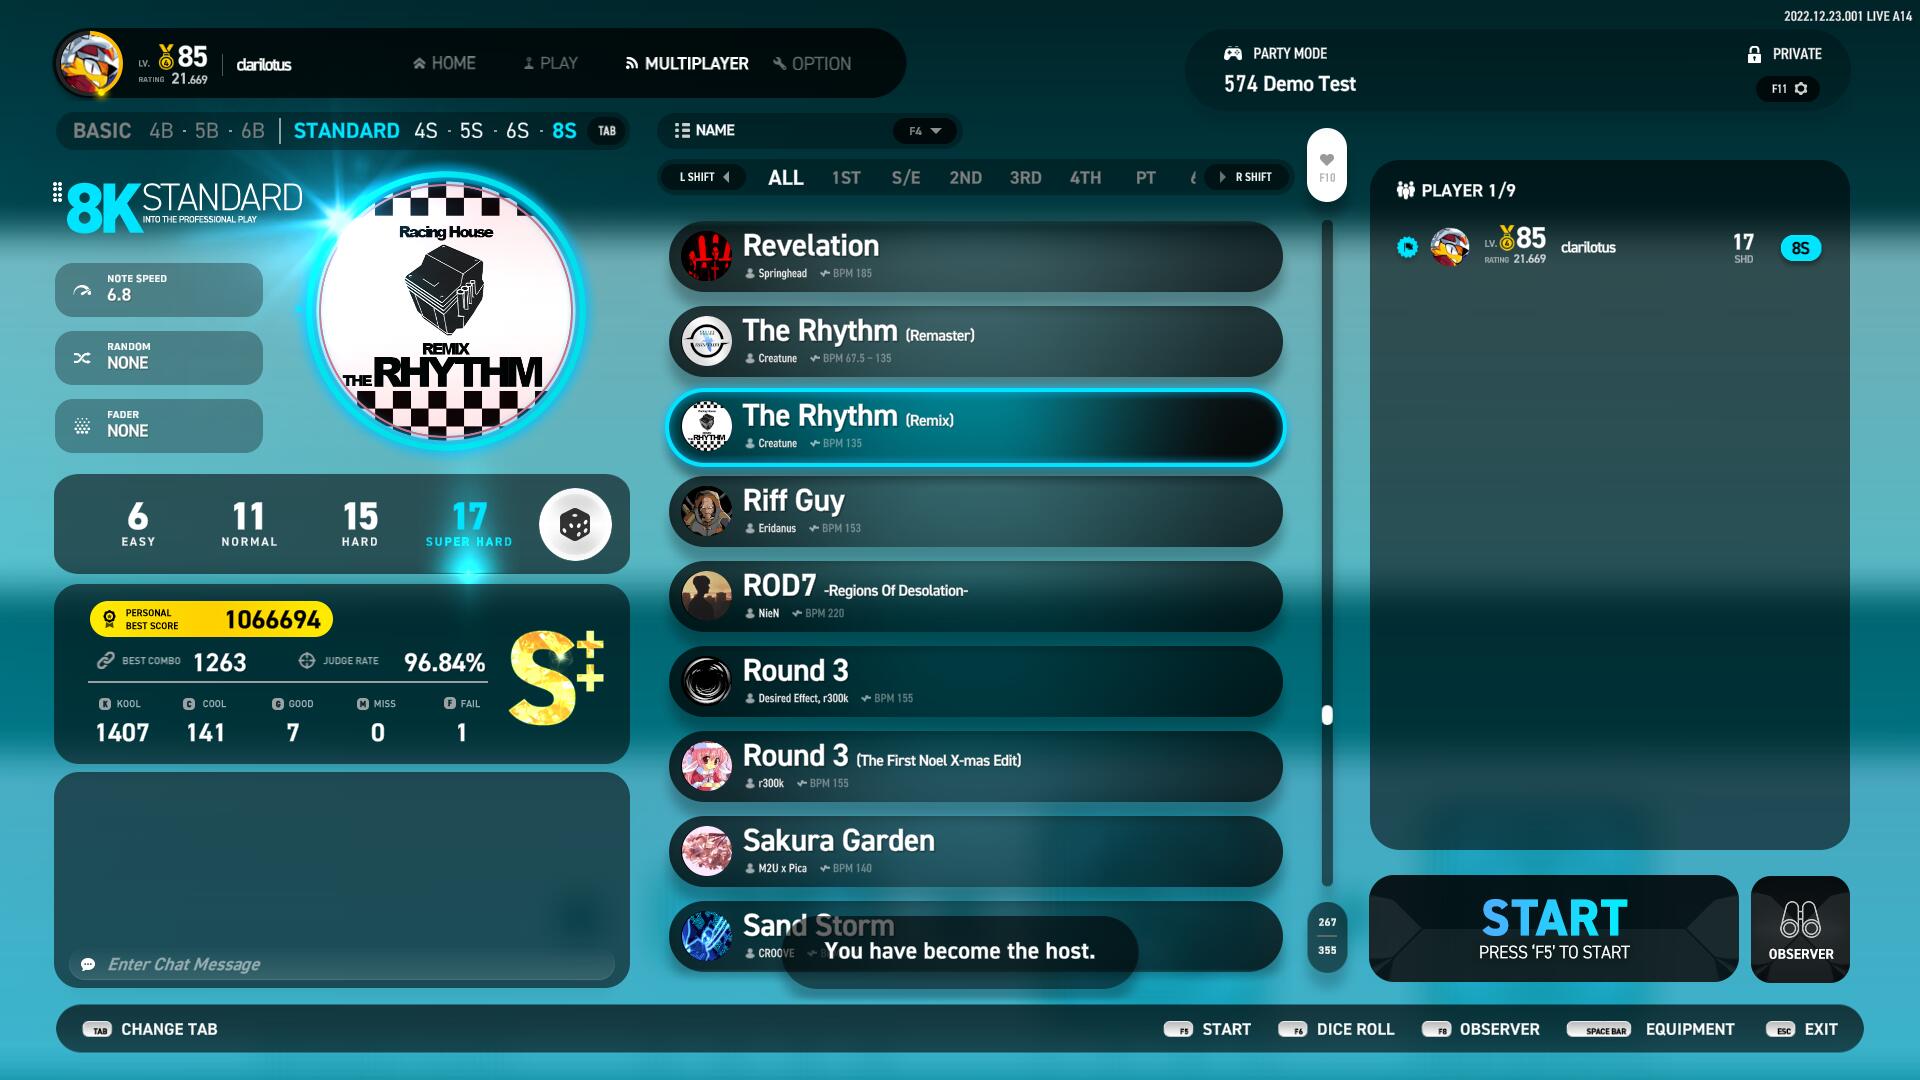 2022.12.23.001 LIVE A14
LV. 85
RATING 21.669
clarilotus
HOME
PLAY
MULTIPLAYER
OPTION
PARTY MODE
574 Demo Test
PRIVATE
F11
BASIC 4B · 5B · 6B STANDARD 4S · 5S · 6S · 8S TAB
NAME
F4
L SHIFT ALL 1ST S/E 2ND 3RD 4TH PT R SHIFT
F10
8K STANDARD
INTO THE PROFESSIONAL PLAY
NOTE SPEED
6.8
RANDOM
NONE
FADER
NONE
Racing House
REMIX
THE RHYTHM
6 11 15 17
EASY NORMAL HARD SUPER HARD
PERSONAL
BEST SCORE
1066694
BEST COMBO 1263
JUDGE RATE 96.84%
S++
K KOOL C COOL G GOOD M MISS F FAIL
1407 141 7 0 1
Enter Chat Message
Revelation
Springhead BPM 185
The Rhythm (Remaster)
Creatune BPM 67.5 ~ 135
The Rhythm (Remix)
Creatune BPM 135
Riff Guy
Eridanus BPM 153
ROD7 -Regions Of Desolation-
NieN BPM 220
Round 3
Desired Effect, r300k BPM 155
Round 3 (The First Noel X-mas Edit)
r300k BPM 155
Sakura Garden
M2U x Pica BPM 140
Sand Storm
CROOVE
You have become the host.
267
355
PLAYER 1/9
LV. 85
RATING 21.669
clarilotus
17
SHD
8S
START
PRESS 'F5' TO START
OBSERVER
TAB CHANGE TAB
F5 START
F6 DICE ROLL
F8 OBSERVER
SPACE BAR EQUIPMENT
ESC EXIT